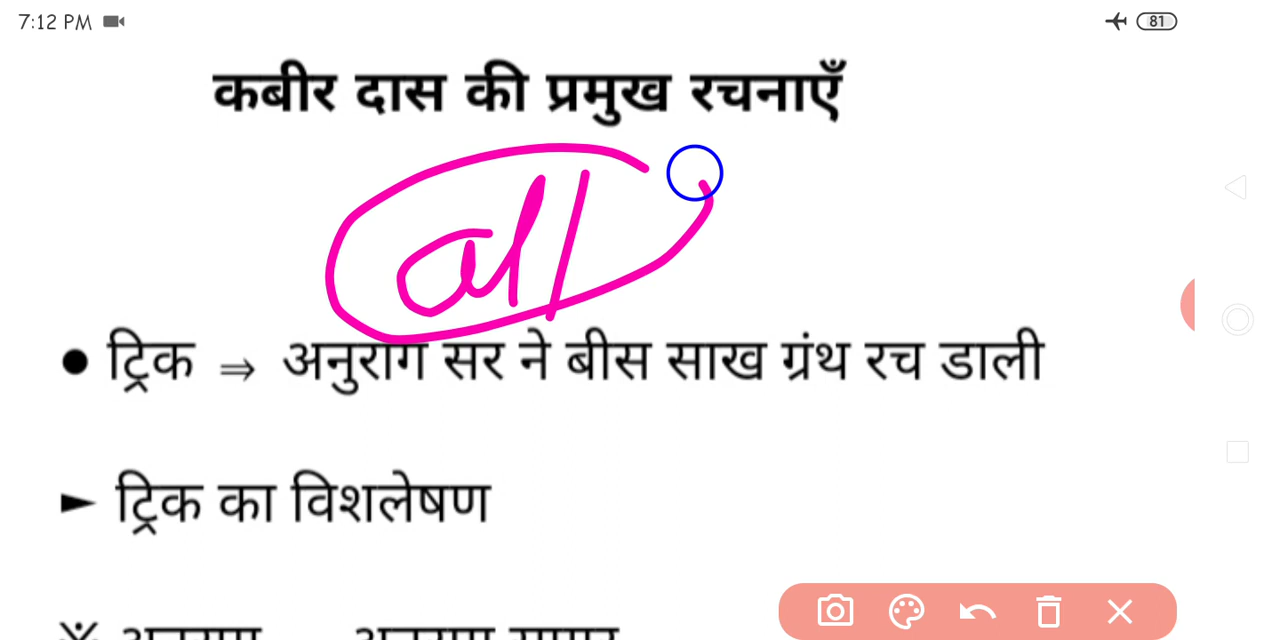 7:12 PM
81
कबीर दास की प्रमुख रचनाएँ
all
● ट्रिक ⇒ अनुराग सर ने बीस साख ग्रंथ रच डाली
► ट्रिक का विशलेषण